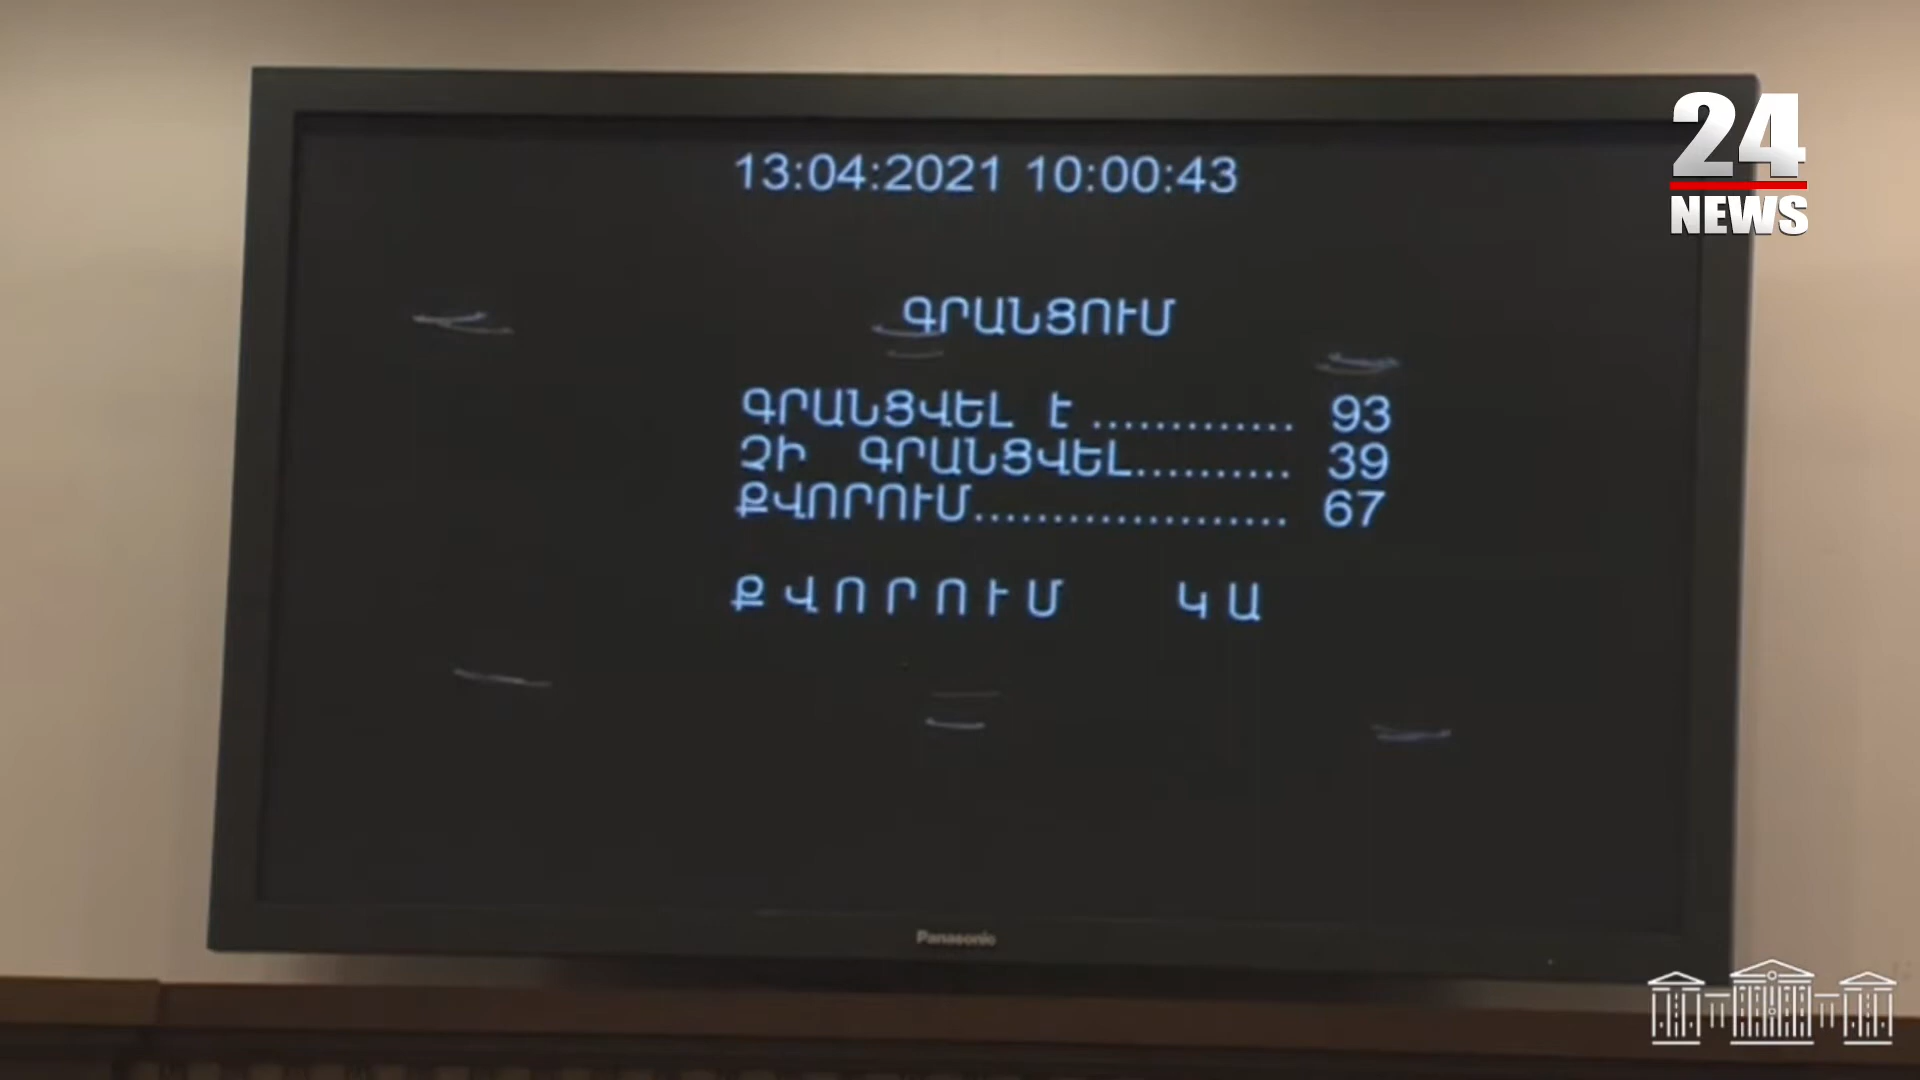 24
NEWS
13:04:2021 10:00:43
ԳՐԱՆՑՈՒՄ
ԳՐԱՆՑՎԵԼ է ............. 93
ՉԻ ԳՐԱՆՑՎԵԼ.......... 39
ՔՎՈՐՈՒՄ.................... 67
ՔՎՈՐՈՒՄ ԿԱ
Panasonic